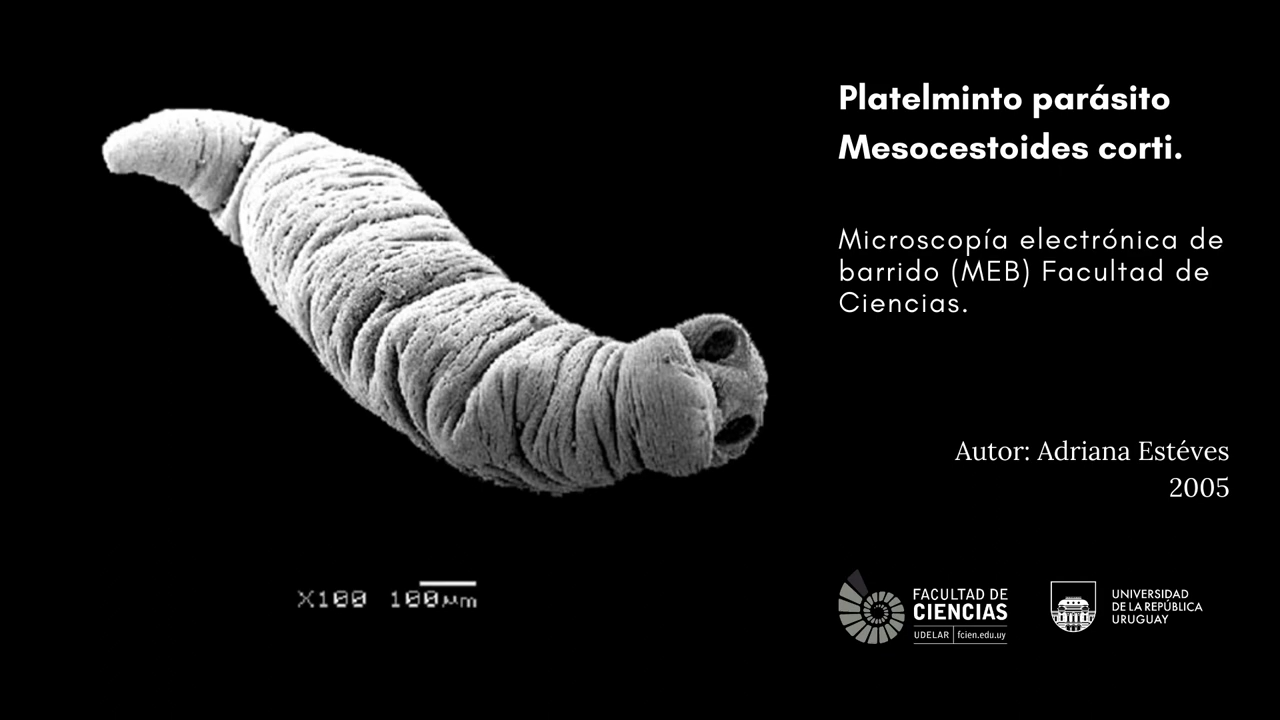 Platelminto parásito
Mesocestoides corti.
Microscopía electrónica de
barrido (MEB) Facultad de
Ciencias.
Autor: Adriana Estéves
2005
X100 100µm
FACULTAD DE
CIENCIAS
UDELAR | fcien.edu.uy
UNIVERSIDAD
DE LA REPÚBLICA
URUGUAY